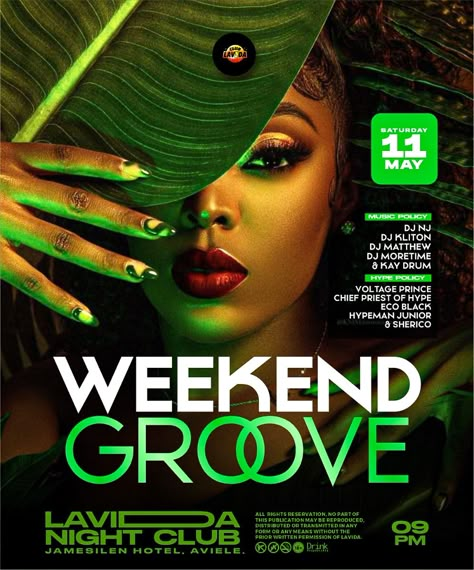 LAVIDA
SATURDAY
11
MAY
MUSIC POLICY
DJ NJ
DJ KLITON
DJ MATTHEW
DJ MORETIME
& KAY DRUM
HYPE POLICY
VOLTAGE PRINCE
CHIEF PRIEST OF HYPE
ECO BLACK
HYPEMAN JUNIOR
& SHERICO
WEEKEND
GROOVE
LAVIDA
NIGHT CLUB
JAMESILEN HOTEL, AVIELE.
ALL RIGHTS RESERVATION, NO PART OF
THIS PUBLICATION MAY BE REPRODUCED,
DISTRIBUTED OR TRANSMITTED IN ANY
FORM OR ANY MEANS WITHOUT THE
PRIOR WRITTEN PERMISSION OF LAVIDA.
Drink
09
PM